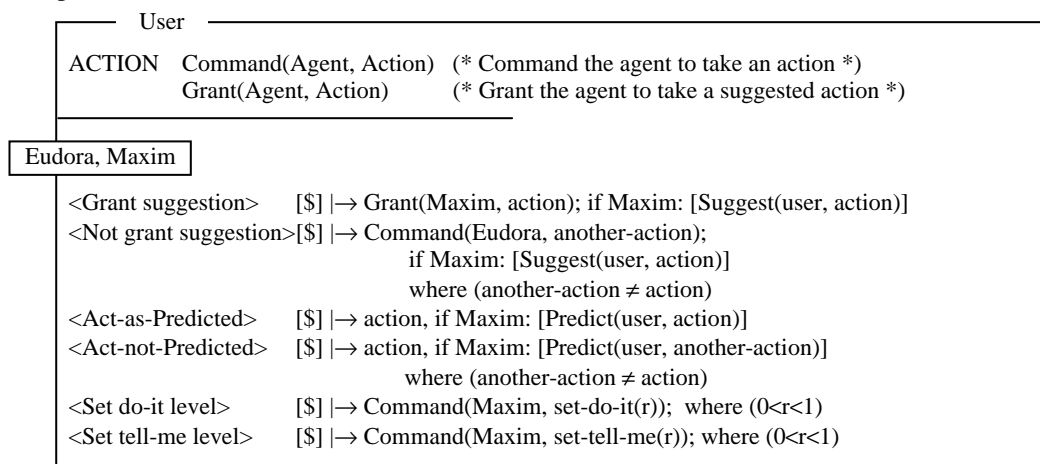 User
ACTION Command(Agent, Action) (* Command the agent to take an action *)
Grant(Agent, Action) (* Grant the agent to take a suggested action *)
Eudora, Maxim
<Grant suggestion> [$] |→ Grant(Maxim, action); if Maxim: [Suggest(user, action)]
<Not grant suggestion>[$] |→ Command(Eudora, another-action);
if Maxim: [Suggest(user, action)]
where (another-action ≠ action)
<Act-as-Predicted> [$] |→ action, if Maxim: [Predict(user, action)]
<Act-not-Predicted> [$] |→ action, if Maxim: [Predict(user, another-action)]
where (another-action ≠ action)
<Set do-it level> [$] |→ Command(Maxim, set-do-it(r)); where (0<r<1)
<Set tell-me level> [$] |→ Command(Maxim, set-tell-me(r)); where (0<r<1)